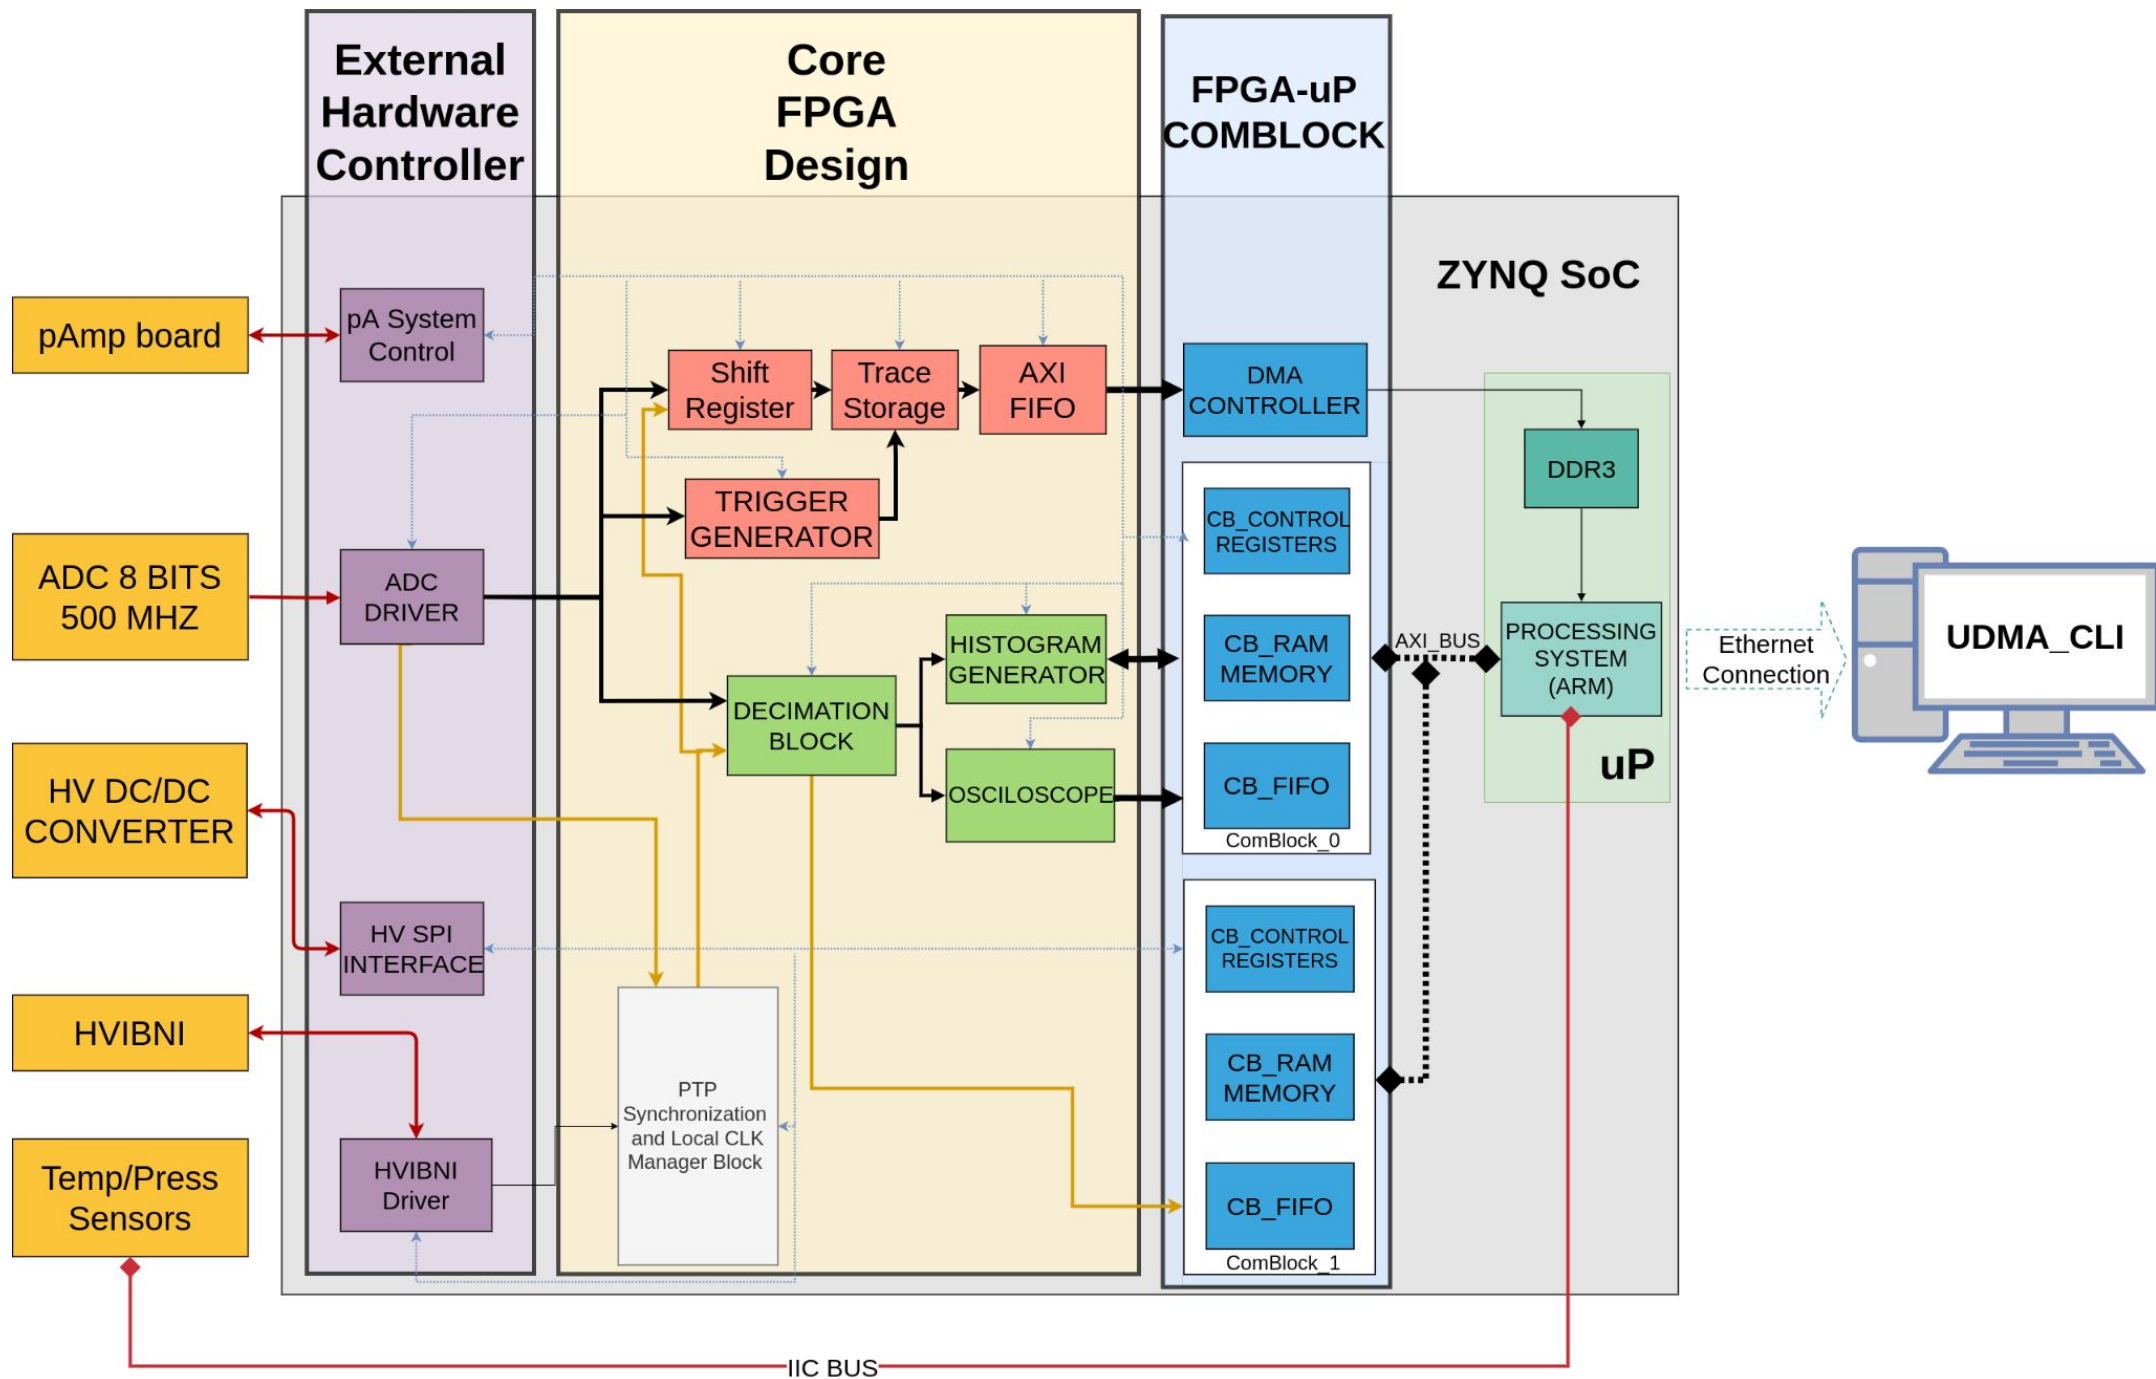 External
Hardware
Controller
Core
FPGA
Design
FPGA-uP
COMBLOCK
ZYNQ SoC
pAmp board
ADC 8 BITS
500 MHZ
HV DC/DC
CONVERTER
HVIBNI
Temp/Press
Sensors
pA System
Control
ADC
DRIVER
HV SPI
INTERFACE
HVIBNI
Driver
Shift
Register
Trace
Storage
AXI
FIFO
TRIGGER
GENERATOR
HISTOGRAM
GENERATOR
DECIMATION
BLOCK
OSCILOSCOPE
PTP
Synchronization
and Local CLK
Manager Block
DMA
CONTROLLER
CB_CONTROL
REGISTERS
CB_RAM
MEMORY
CB_FIFO
ComBlock_0
CB_CONTROL
REGISTERS
CB_RAM
MEMORY
CB_FIFO
ComBlock_1
AXI_BUS
DDR3
PROCESSING
SYSTEM
(ARM)
uP
Ethernet
Connection
UDMA_CLI
IIC BUS